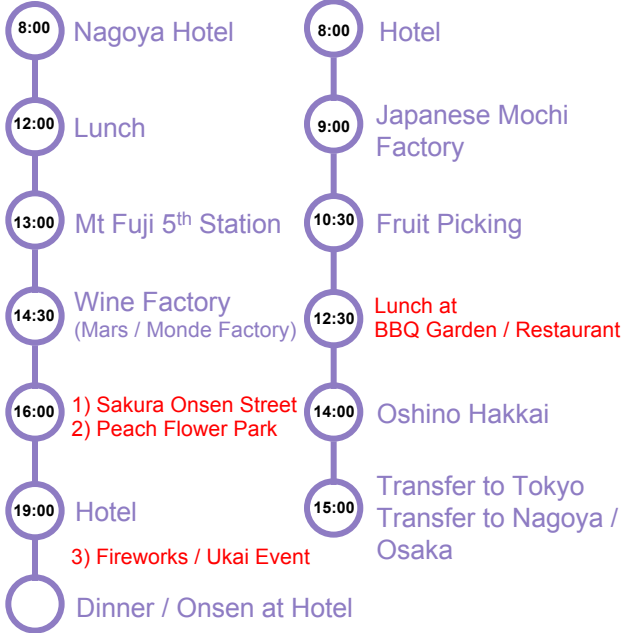 8:00 Nagoya Hotel
12:00 Lunch
13:00 Mt Fuji 5th Station
14:30 Wine Factory
(Mars / Monde Factory)
16:00 1) Sakura Onsen Street
2) Peach Flower Park
19:00 Hotel
3) Fireworks / Ukai Event
Dinner / Onsen at Hotel
8:00 Hotel
9:00 Japanese Mochi
Factory
10:30 Fruit Picking
12:30 Lunch at
BBQ Garden / Restaurant
14:00 Oshino Hakkai
15:00 Transfer to Tokyo
Transfer to Nagoya /
Osaka